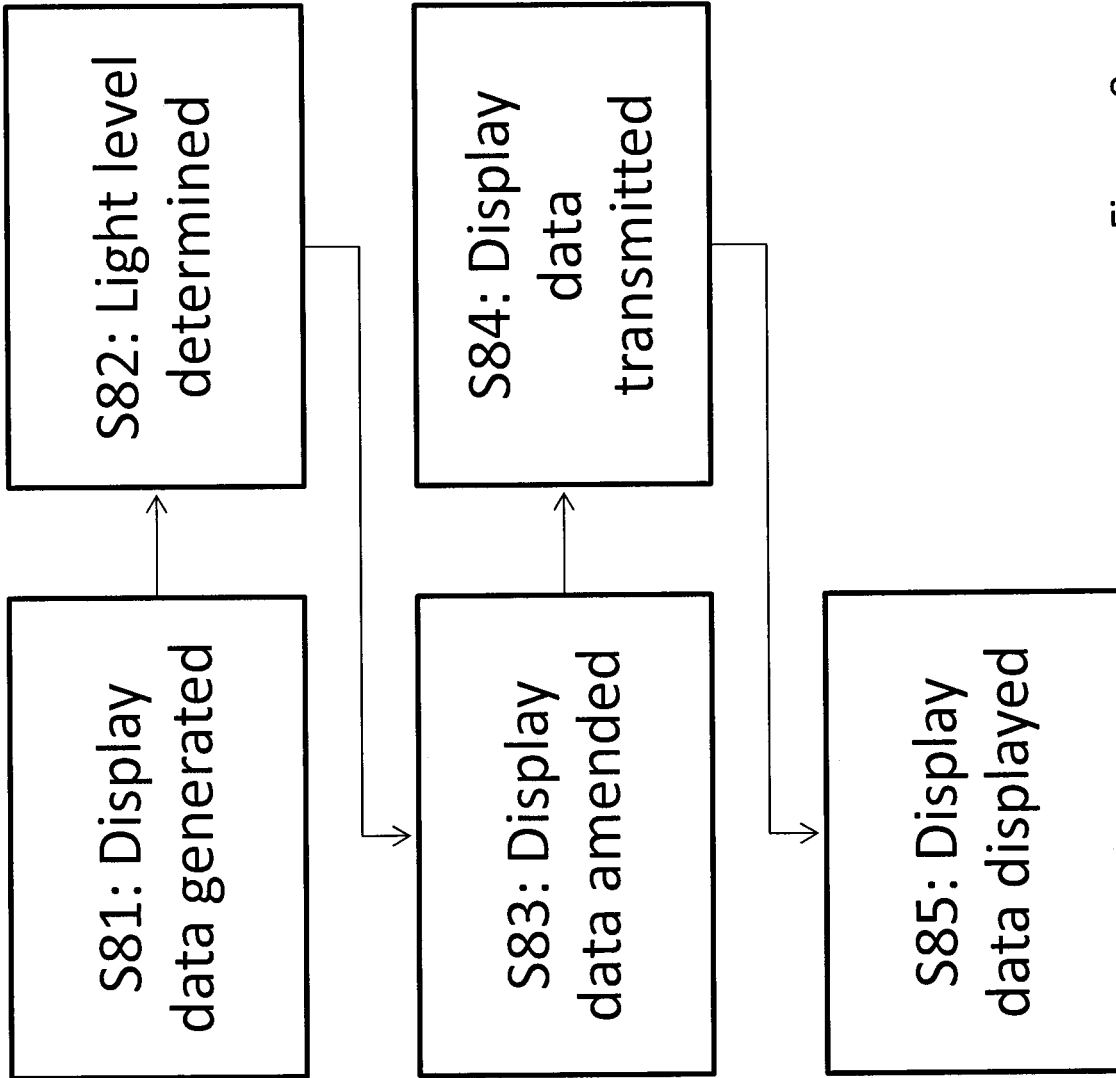 S81: Display
data generated
S82: Light level
determined
S83: Display
data amended
S84: Display
data
transmitted
S85: Display
data displayed